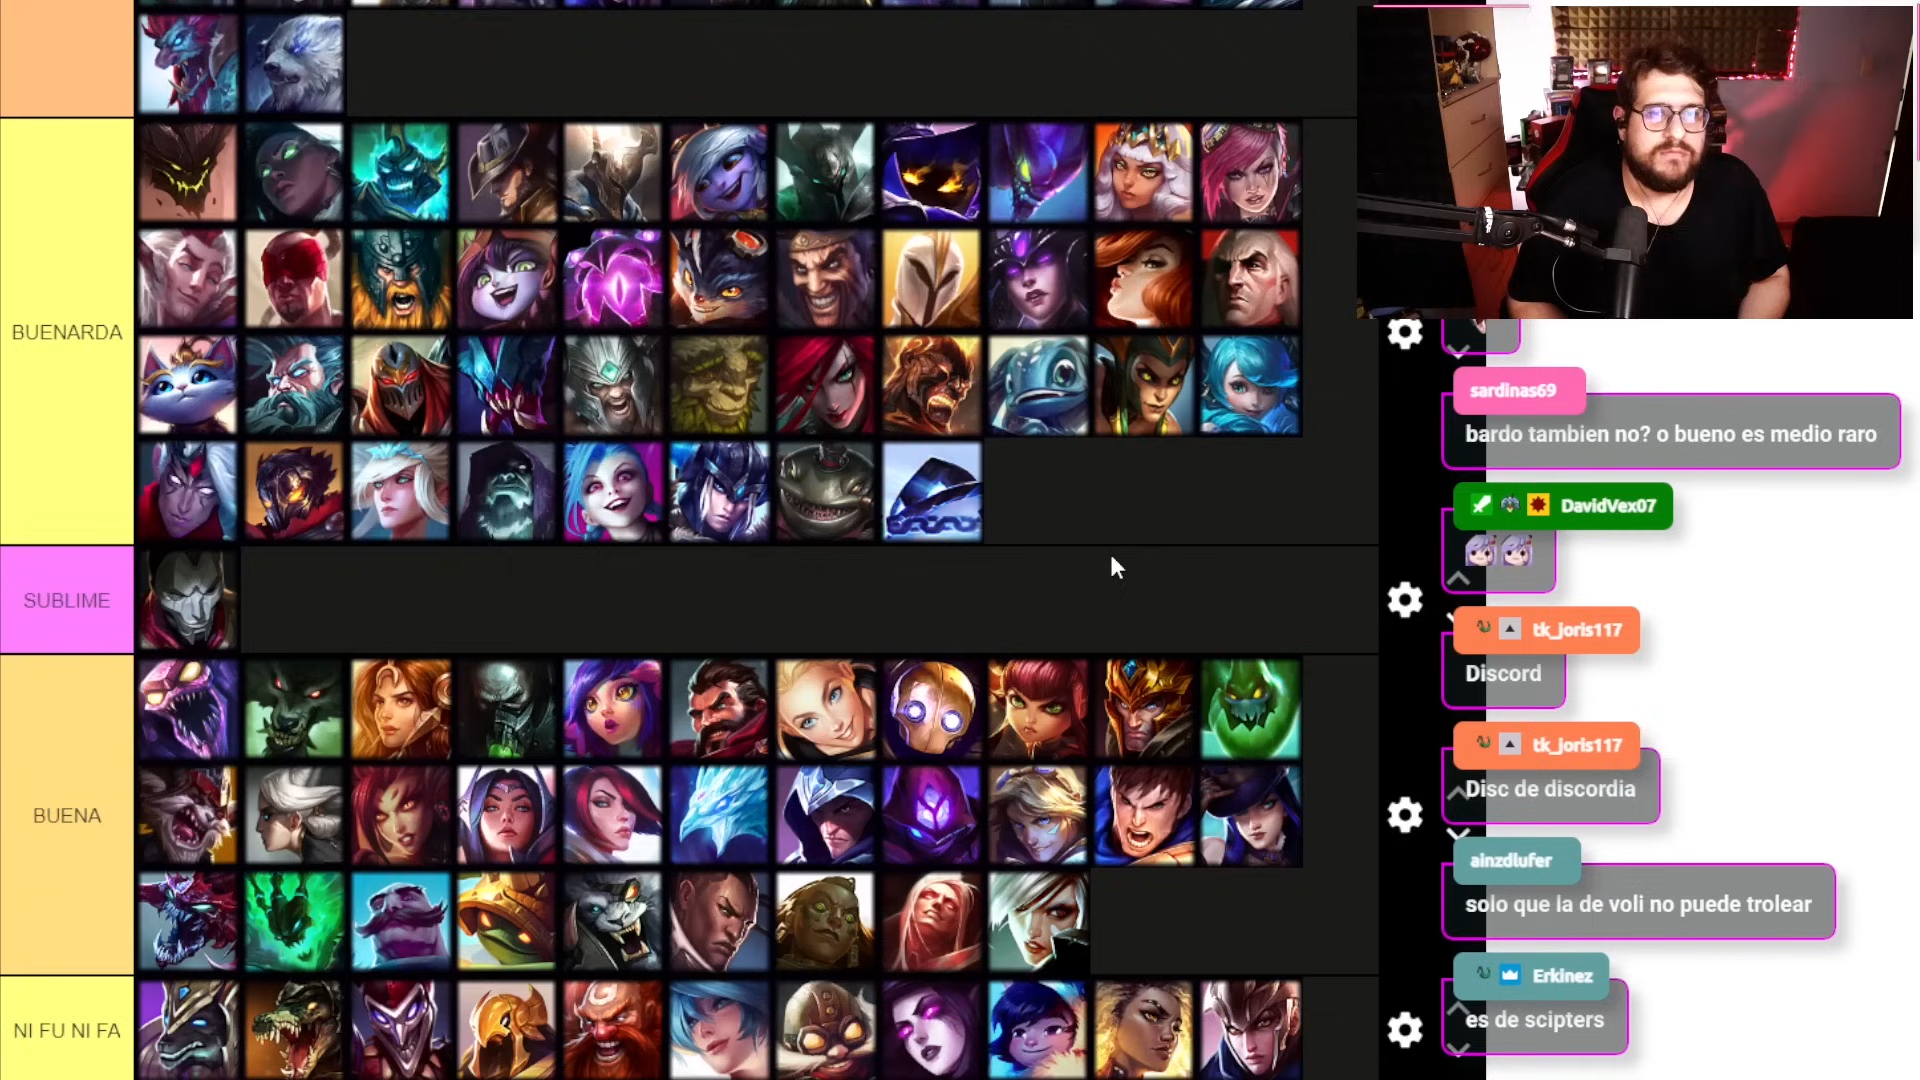 BUENARDA
SUBLIME
BUENA
NI FU NI FA
sardinas69
bardo tambien no? o bueno es medio raro
DavidVex07
tk_joris117
Discord
tk_joris117
Disc de discordia
ainzdlufer
solo que la de voli no puede trolear
Erkinez
es de scipters